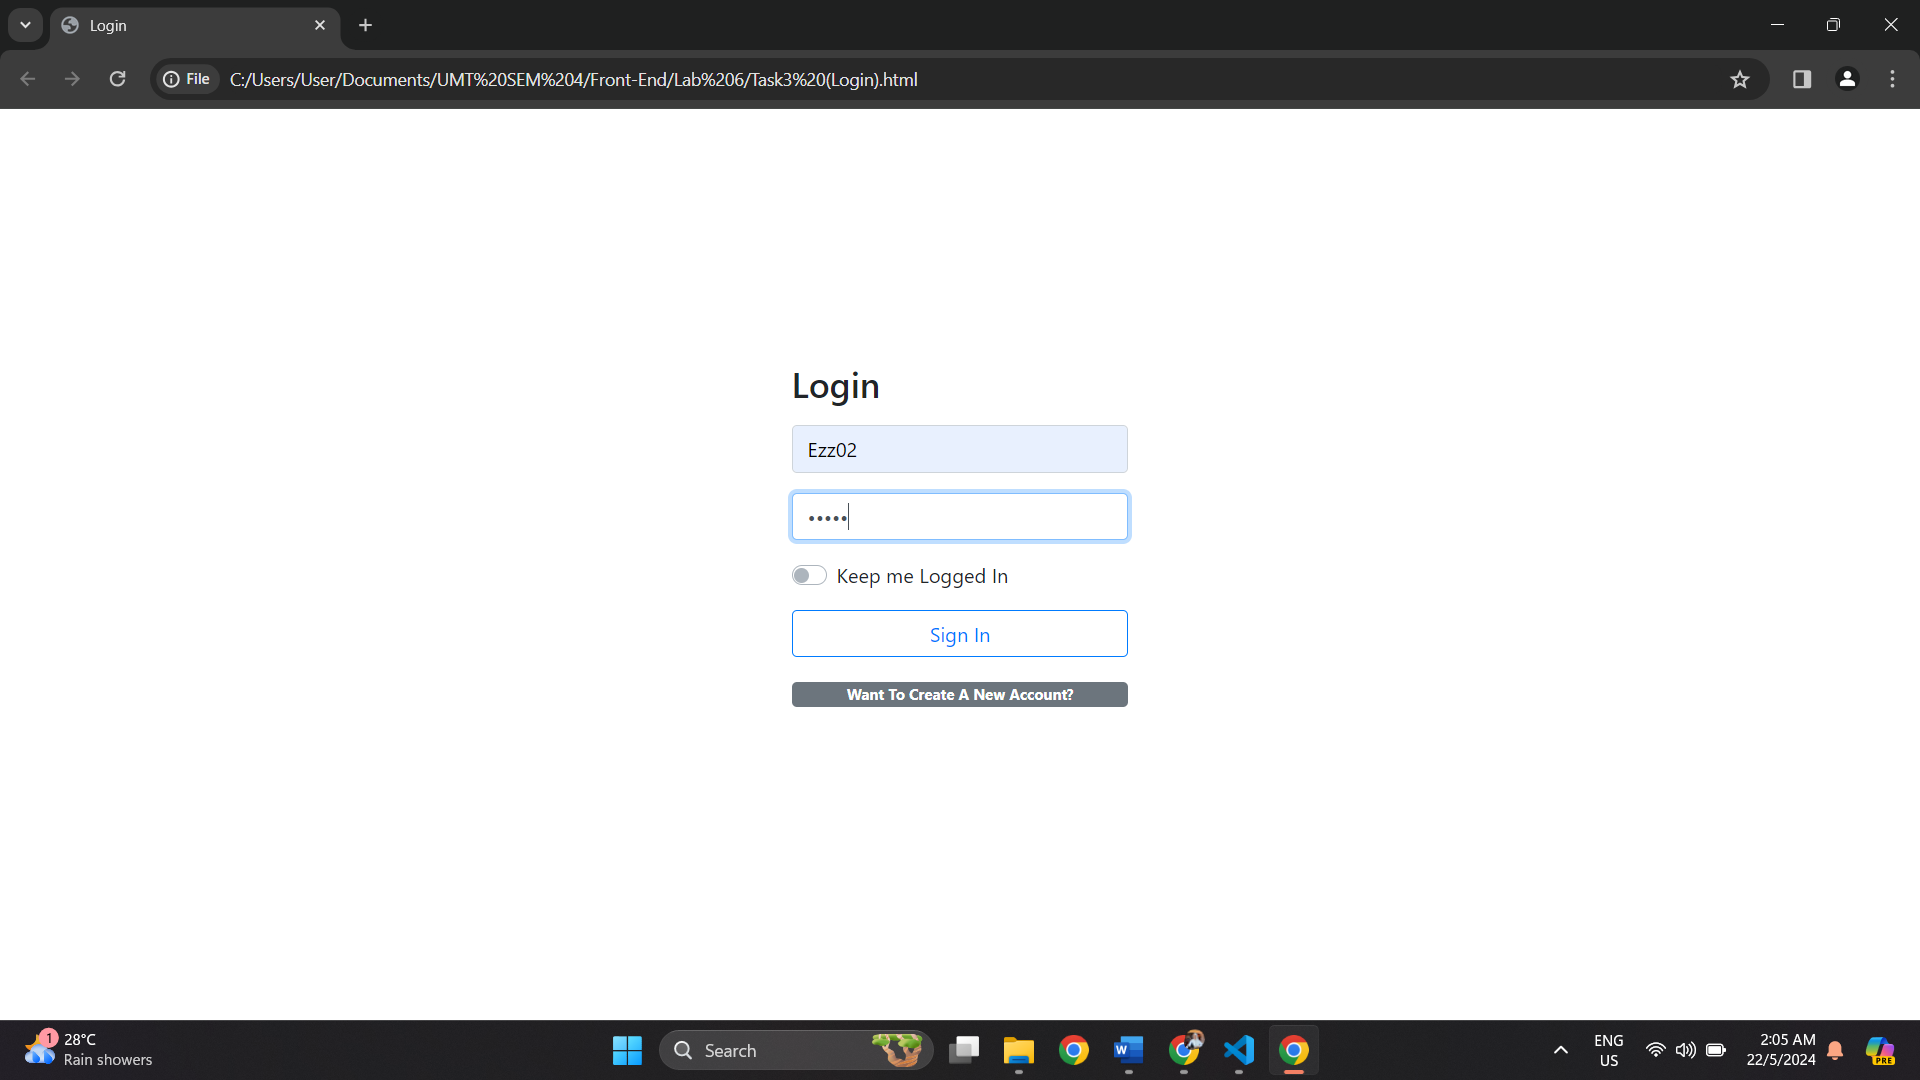 Login
File
C:/Users/User/Documents/UMT%20SEM%204/Front-End/Lab%206/Task3%20(Login).html
Login
Ezz02
•••••
Keep me Logged In
Sign In
Want To Create A New Account?
1
28°C
Rain showers
Search
W
ENG
US
2:05 AM
22/5/2024
PRE